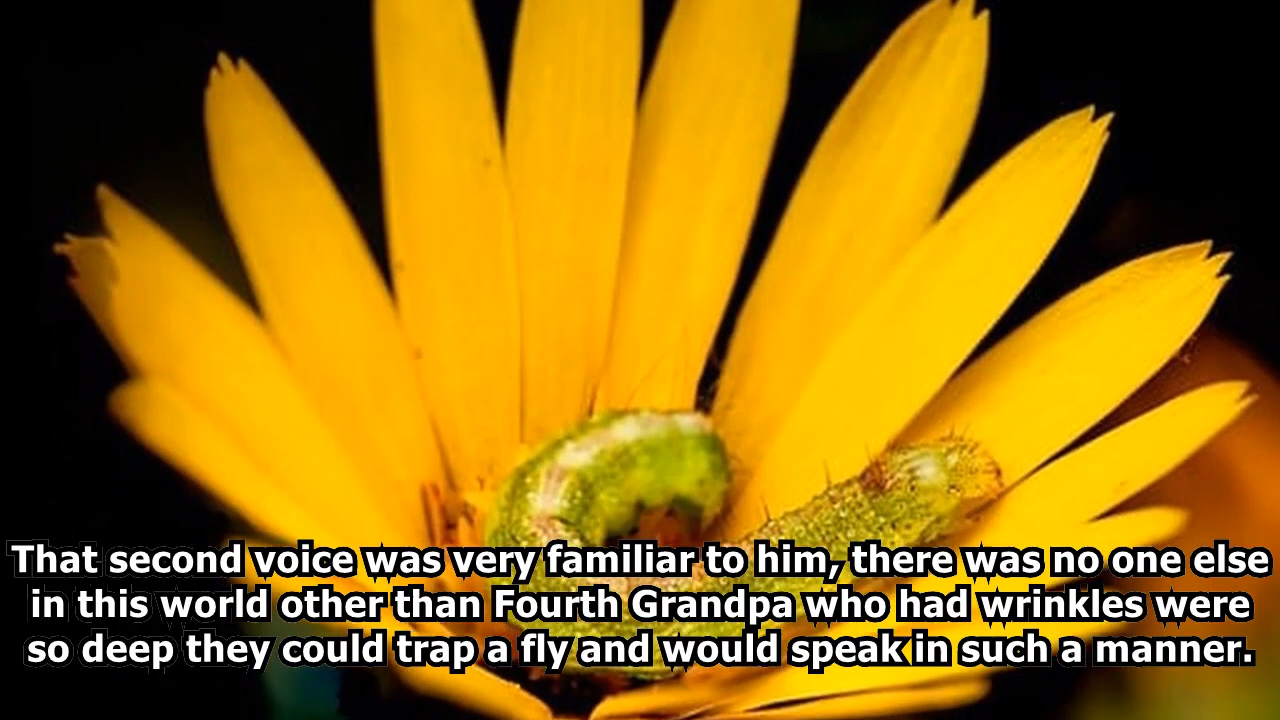 That second voice was very familiar to him, there was no one else
in this world other than Fourth Grandpa who had wrinkles were
so deep they could trap a fly and would speak in such a manner.